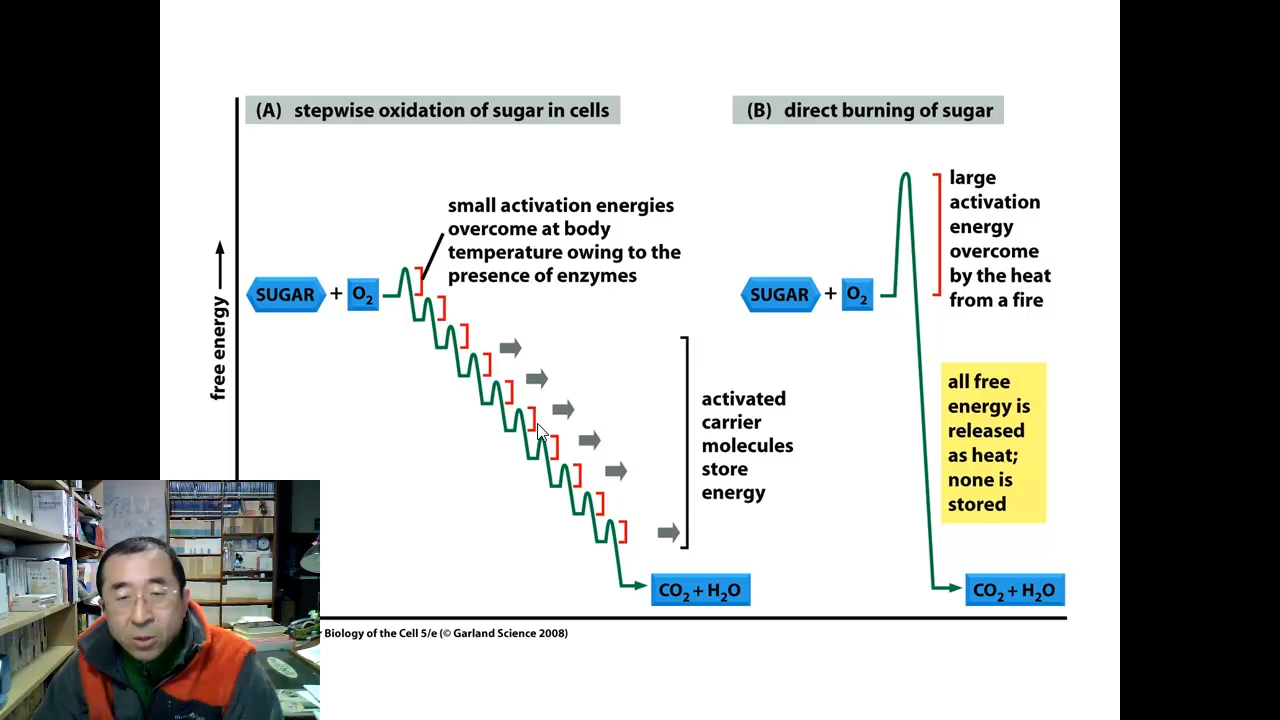 (A) stepwise oxidation of sugar in cells
small activation energies
overcome at body
temperature owing to the
presence of enzymes
free energy
SUGAR + O₂
activated
carrier
molecules
store
energy
CO₂ + H₂O
(B) direct burning of sugar
large
activation
energy
overcome
by the heat
from a fire
SUGAR + O₂
all free
energy is
released
as heat;
none is
stored
CO₂ + H₂O
Biology of the Cell 5/e (© Garland Science 2008)